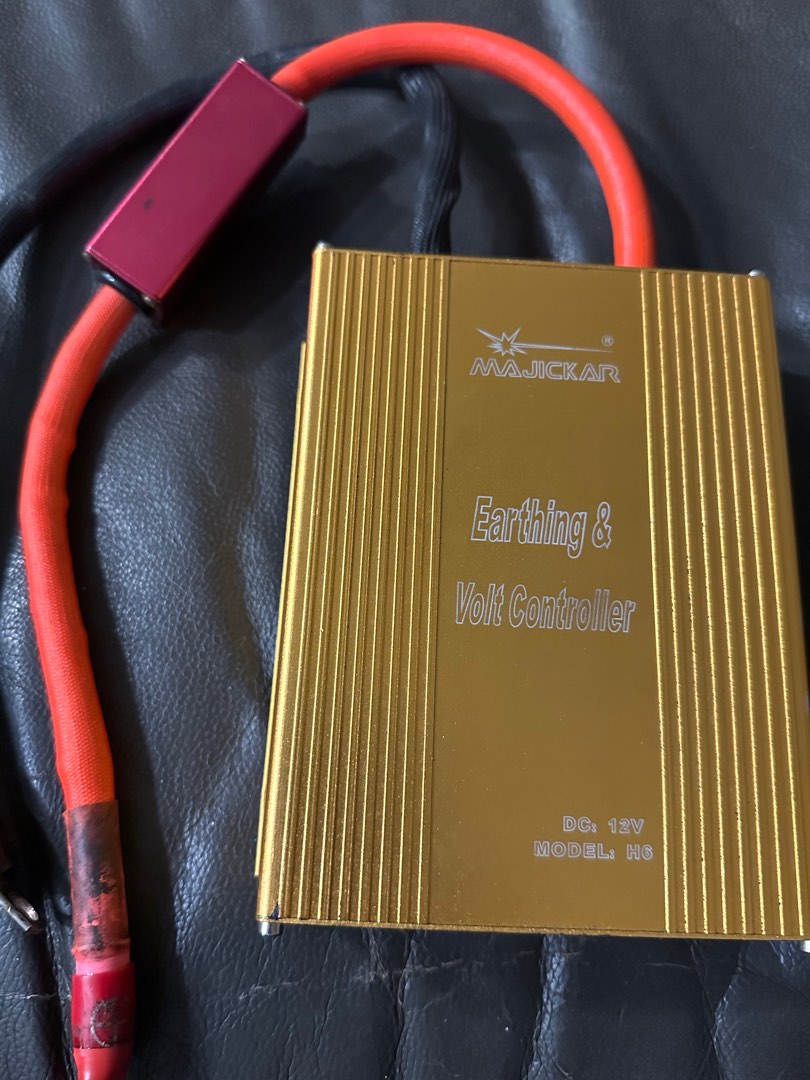 ®
MAJICKAR
Earthing &
Volt Controller
DC: 12V
MODEL: H6